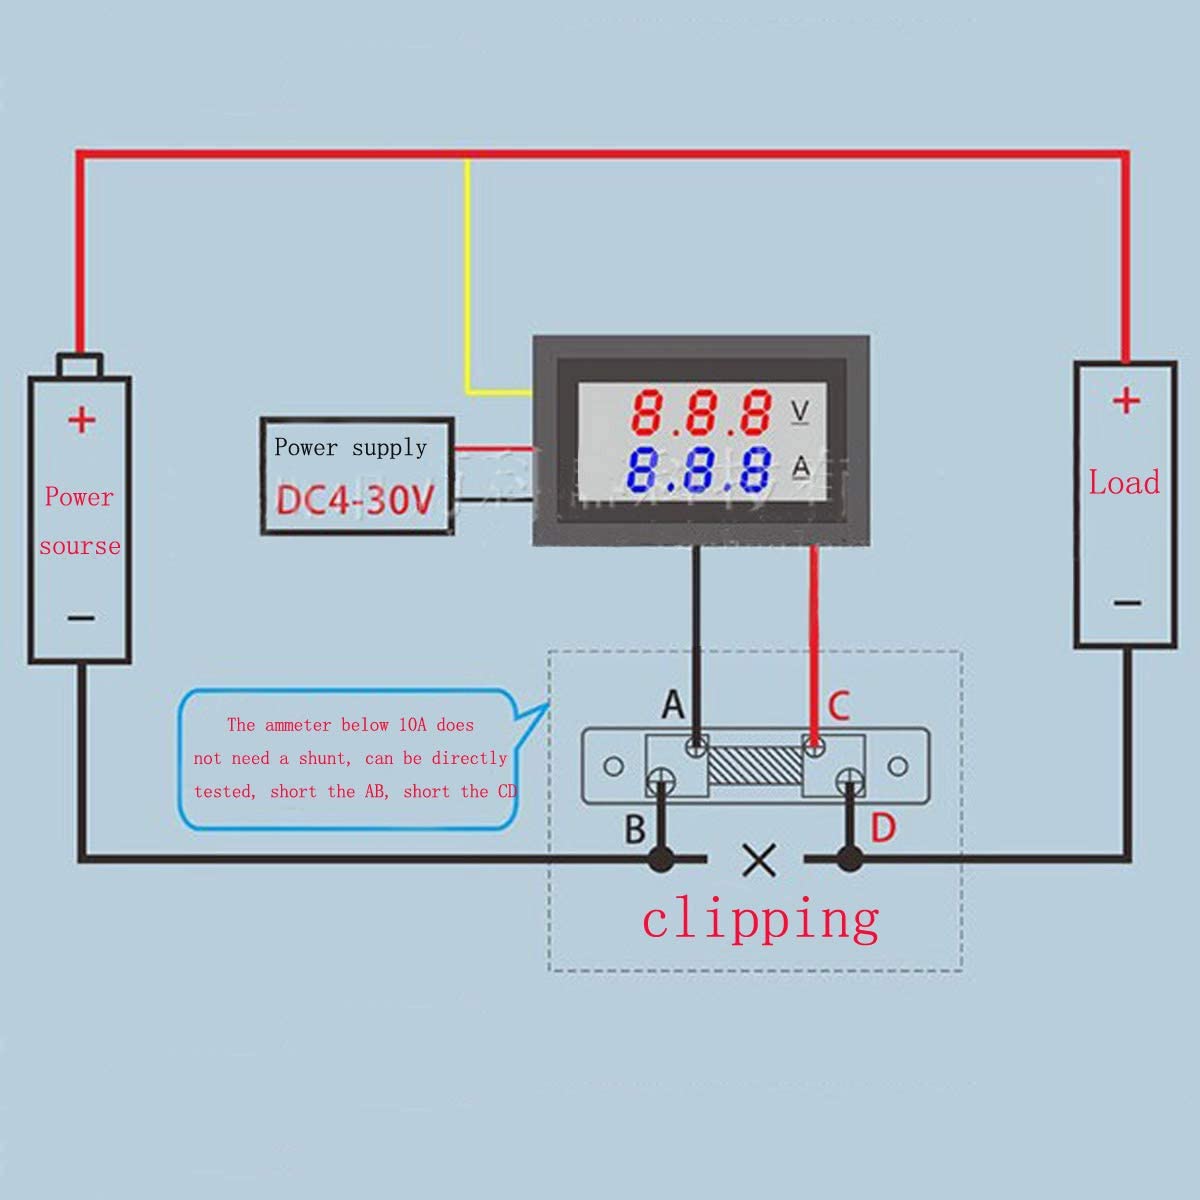 +
Power
sourse
−
Power supply
DC4-30V
8.8.8 V
8.8.8 A
+
Load
−
A
C
The ammeter below 10A does
not need a shunt, can be directly
tested, short the AB, short the CD
B
D
clipping